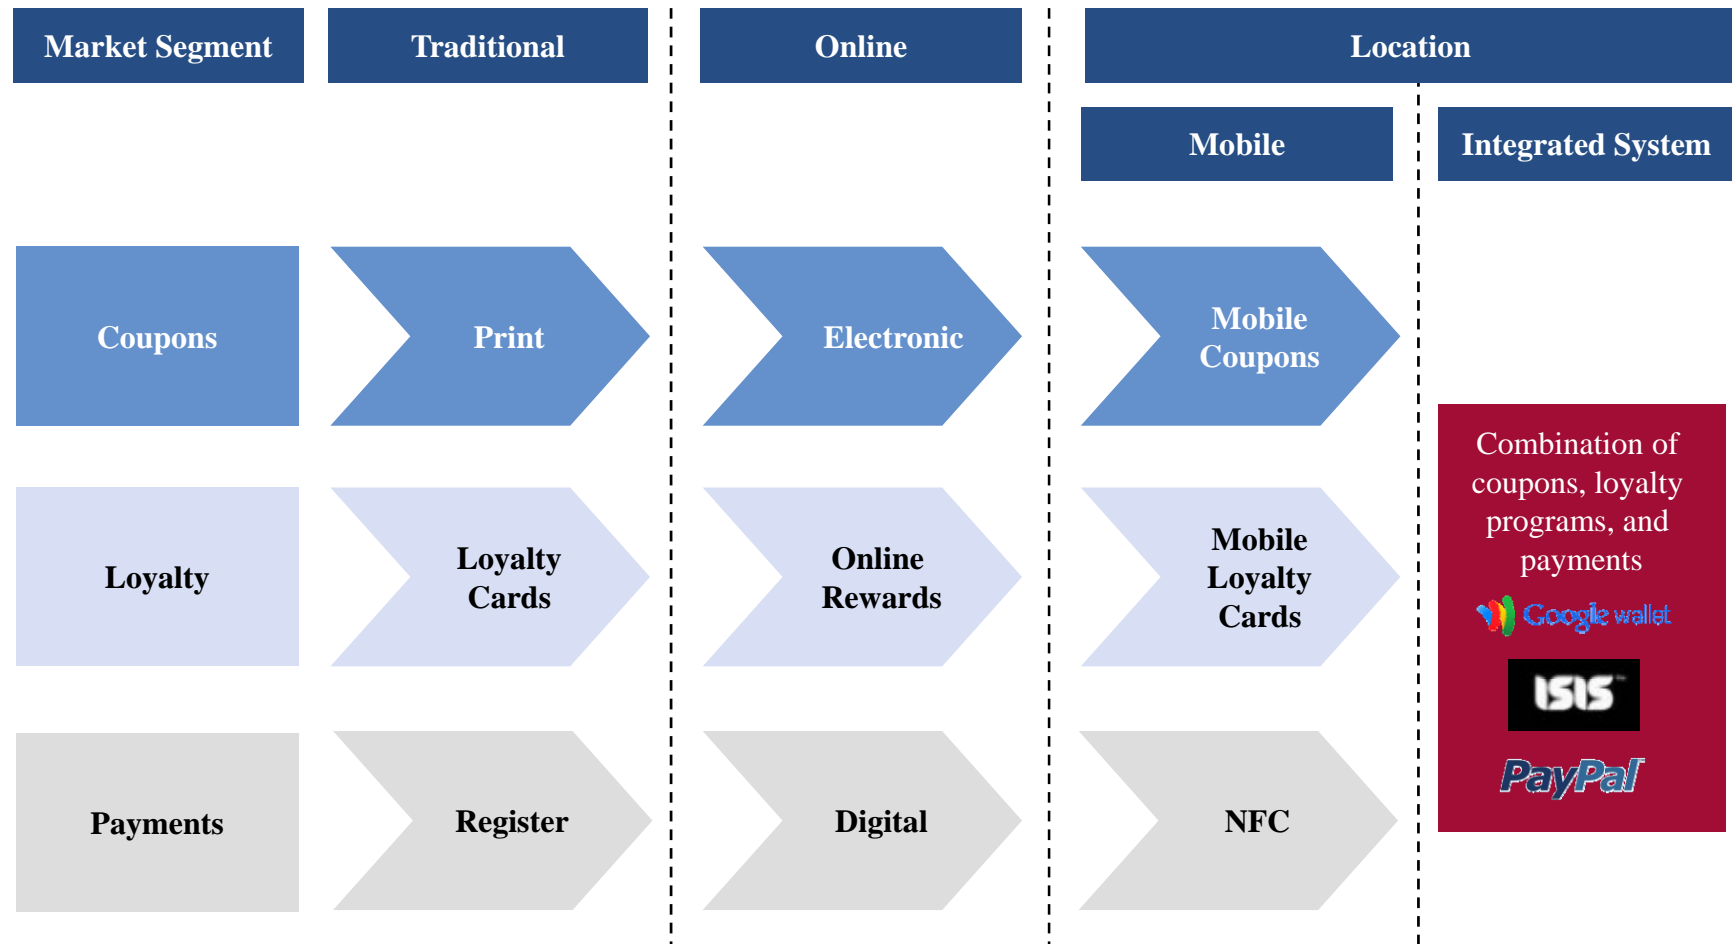 Market Segment
Traditional
Online
Location
Mobile
Integrated System
Coupons
Print
Electronic
Mobile
Coupons
Loyalty
Loyalty
Cards
Online
Rewards
Mobile
Loyalty
Cards
Payments
Register
Digital
NFC
Combination of
coupons, loyalty
programs, and
payments
Google wallet
ISIS
PayPal